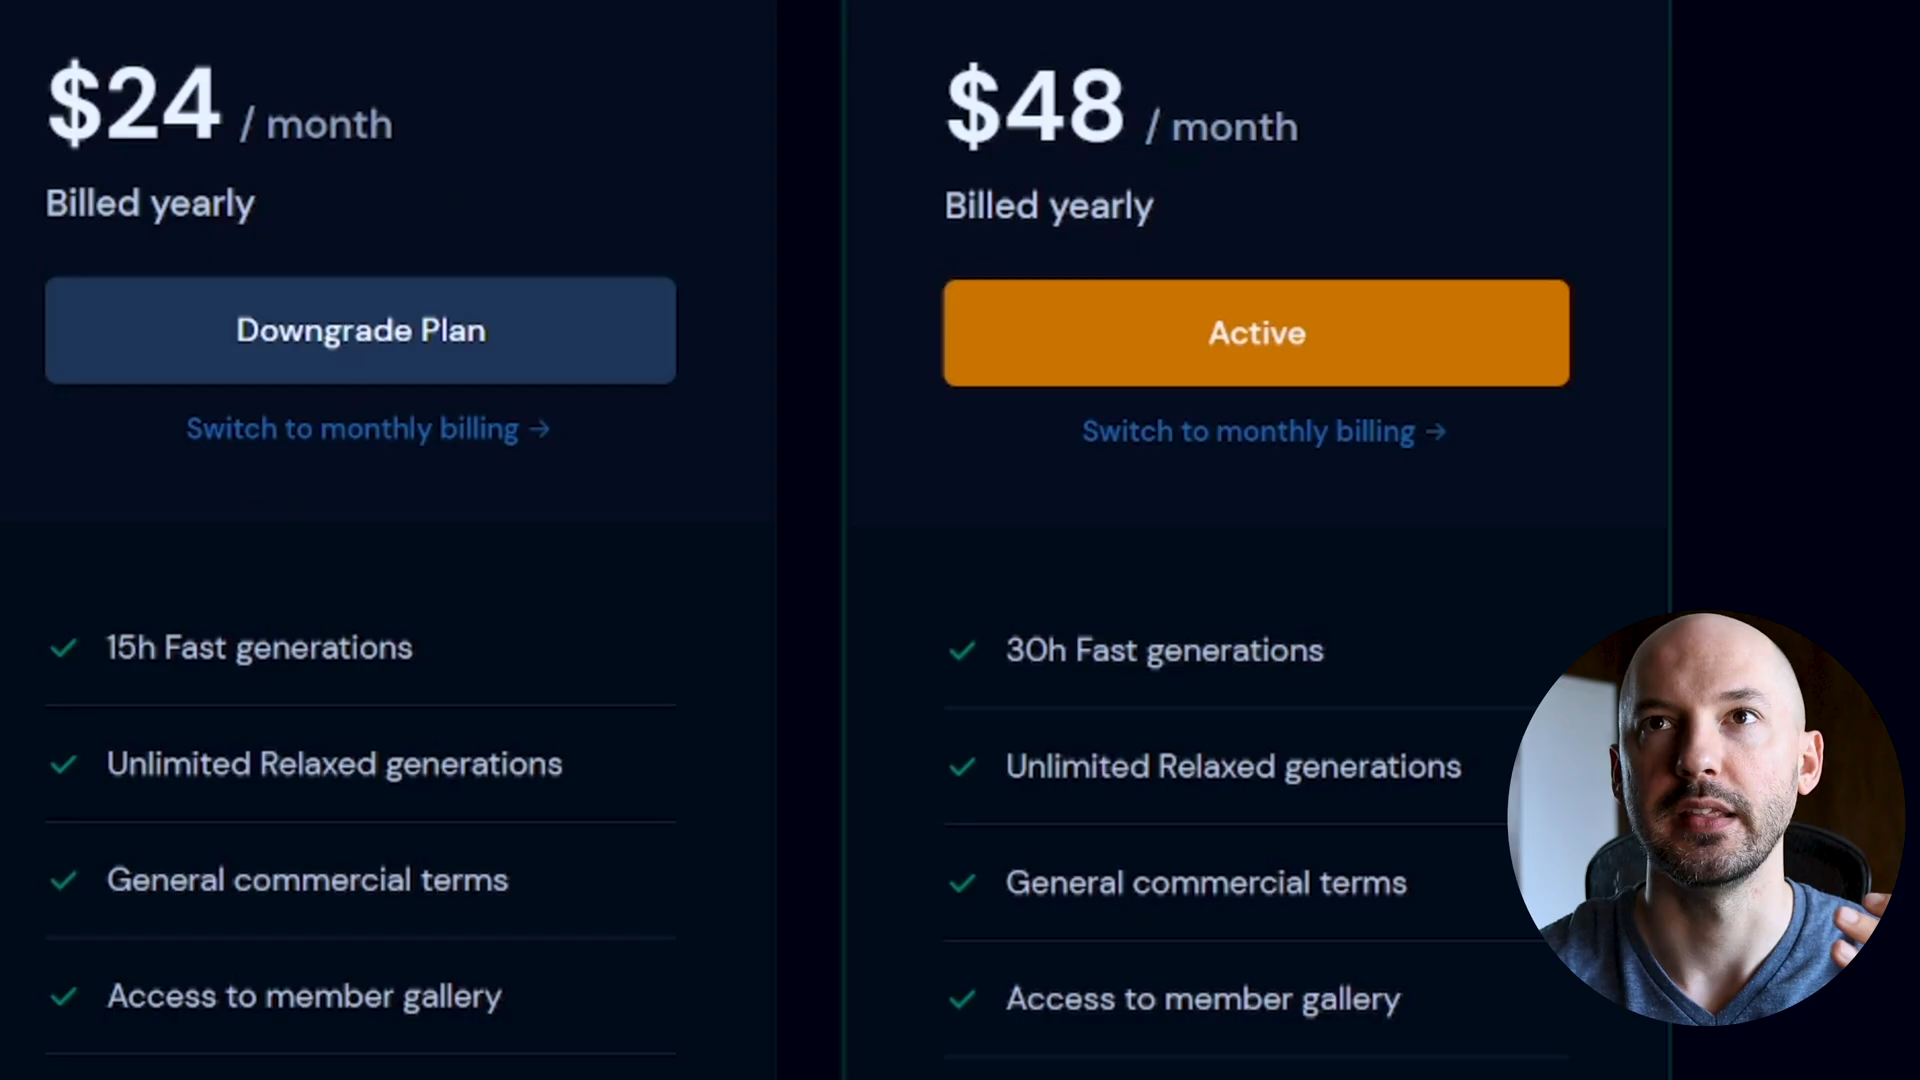 $24 / month
Billed yearly
Downgrade Plan
Switch to monthly billing →
15h Fast generations
Unlimited Relaxed generations
General commercial terms
Access to member gallery
$48 / month
Billed yearly
Active
Switch to monthly billing →
30h Fast generations
Unlimited Relaxed generations
General commercial terms
Access to member gallery